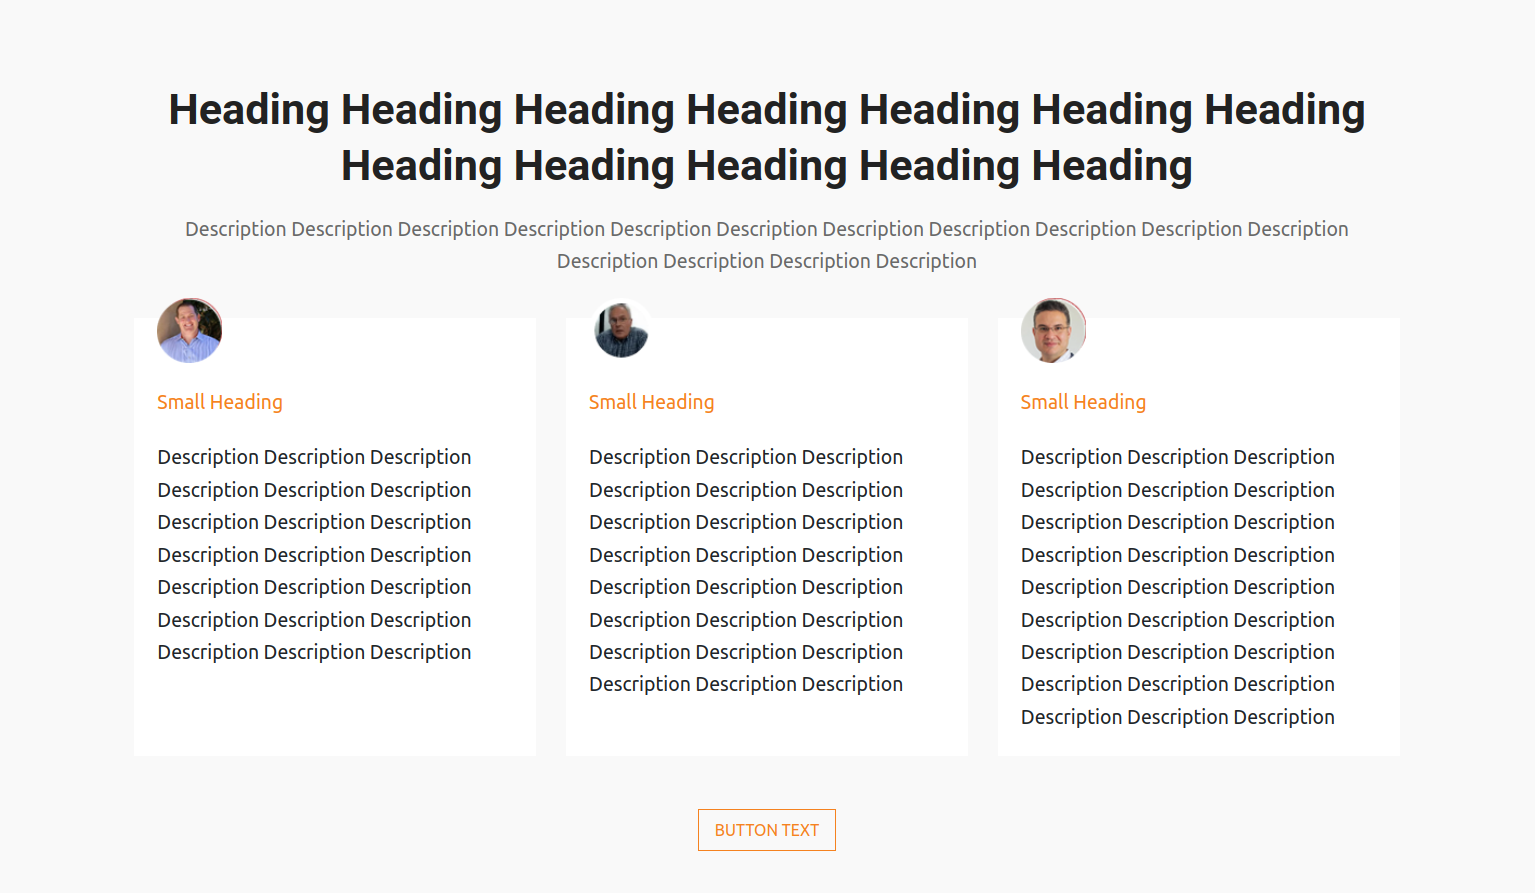 Heading Heading Heading Heading Heading Heading Heading
Heading Heading Heading Heading Heading
Description Description Description Description Description Description Description Description Description Description Description
Description Description Description Description
Small Heading
Description Description Description
Description Description Description
Description Description Description
Description Description Description
Description Description Description
Description Description Description
Description Description Description
Small Heading
Description Description Description
Description Description Description
Description Description Description
Description Description Description
Description Description Description
Description Description Description
Description Description Description
Description Description Description
Small Heading
Description Description Description
Description Description Description
Description Description Description
Description Description Description
Description Description Description
Description Description Description
Description Description Description
Description Description Description
Description Description Description
BUTTON TEXT